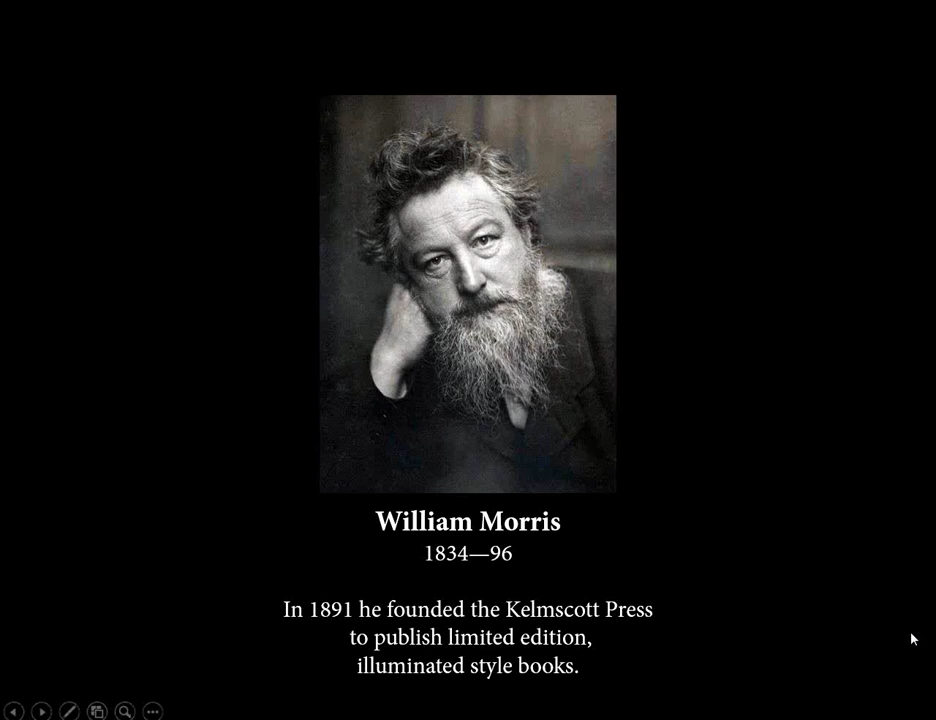 William Morris
1834—96
In 1891 he founded the Kelmscott Press
to publish limited edition,
illuminated style books.